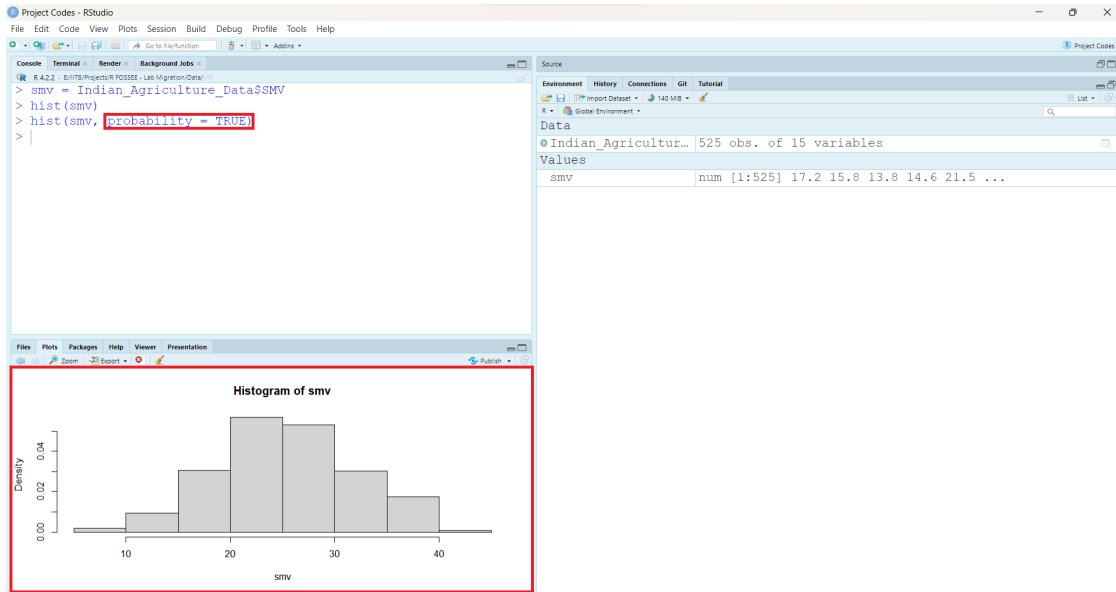 Project Codes - RStudio
File Edit Code View Plots Session Build Debug Profile Tools Help
Go to file/function Addins Project Codes
Console Terminal Render Background Jobs
R 4.2.2 · E:/IITB/Projects/R FOSSEE - Lab Migration/Data/
> smv = Indian_Agriculture_Data$SMV
> hist(smv)
> hist(smv, probability = TRUE)
>
Source
Environment History Connections Git Tutorial
Import Dataset 140 MiB List
R Global Environment
Data
Indian_Agricultur… 525 obs. of 15 variables
Values
smv num [1:525] 17.2 15.8 13.8 14.6 21.5 ...
Files Plots Packages Help Viewer Presentation
Zoom Export Publish
Histogram of smv
Density
0.04
0.02
0.00
10 20 30 40
smv